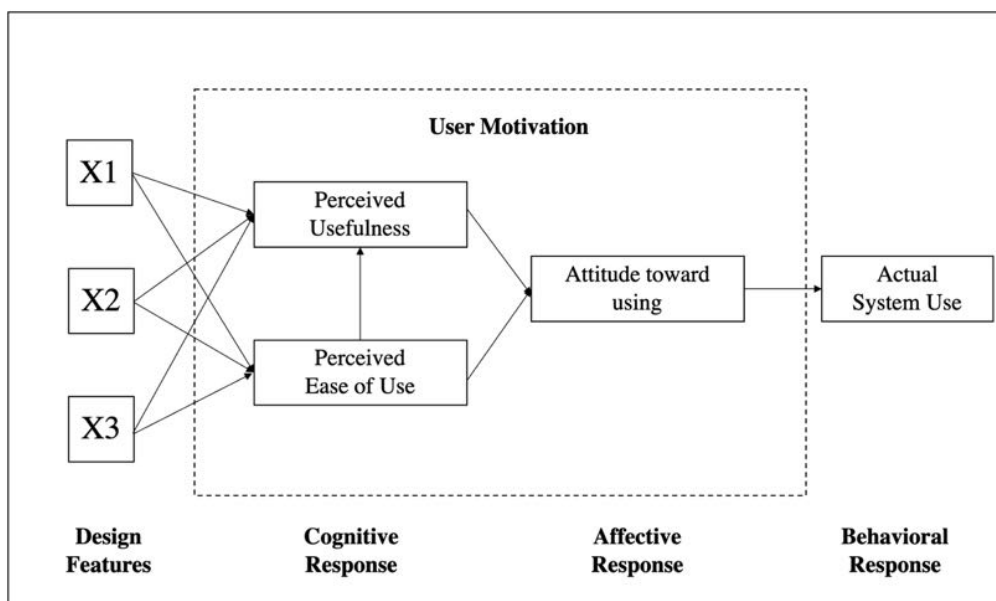 User Motivation
X1
Perceived
Usefulness
X2
Attitude toward
using
Actual
System Use
Perceived
Ease of Use
X3
Design
Features
Cognitive
Response
Affective
Response
Behavioral
Response